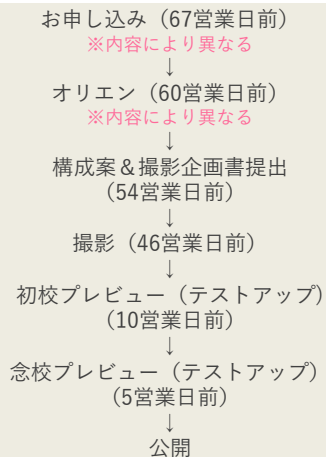 お申し込み（67営業日前）
※内容により異なる
↓
オリエン（60営業日前）
※内容により異なる
↓
構成案＆撮影企画書提出
（54営業日前）
↓
撮影（46営業日前）
↓
初校プレビュー（テストアップ）
（10営業日前）
↓
念校プレビュー（テストアップ）
（5営業日前）
↓
公開